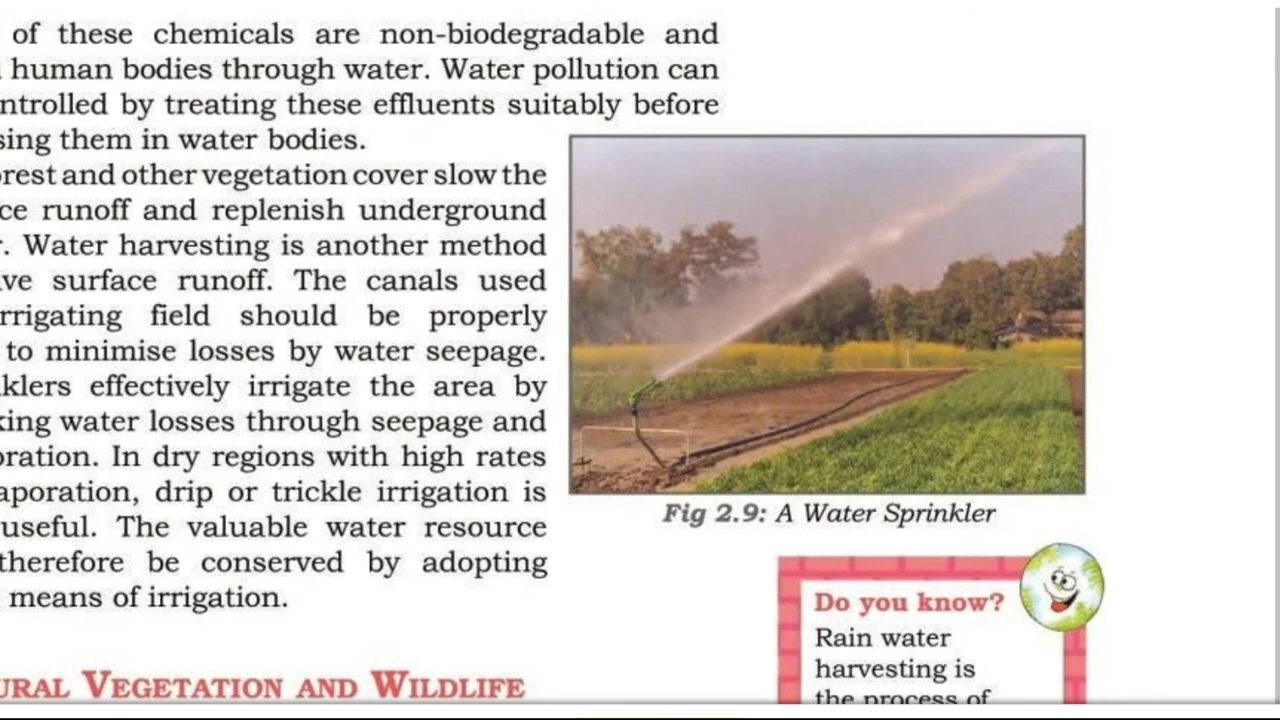 of these chemicals are non-biodegradable and
human bodies through water. Water pollution can
ntrolled by treating these effluents suitably before
sing them in water bodies.
orest and other vegetation cover slow the
ce runoff and replenish underground
r. Water harvesting is another method
ve surface runoff. The canals used
rrigating field should be properly
to minimise losses by water seepage.
klers effectively irrigate the area by
king water losses through seepage and
oration. In dry regions with high rates
aporation, drip or trickle irrigation is
useful. The valuable water resource
therefore be conserved by adopting
means of irrigation.
Fig 2.9: A Water Sprinkler
Do you know?
Rain water
harvesting is
the process of
URAL VEGETATION AND WILDLIFE